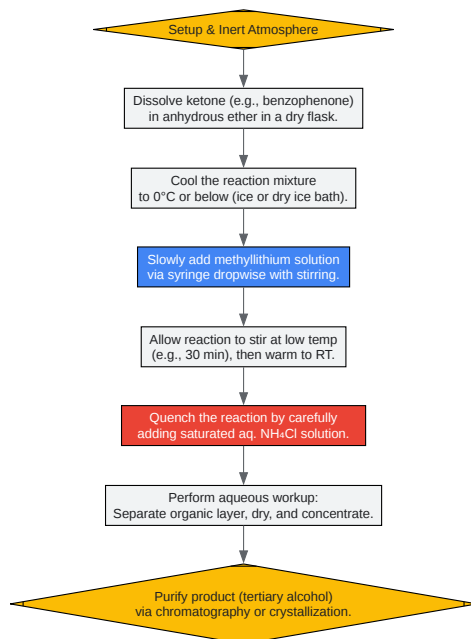 Setup & Inert Atmosphere
Dissolve ketone (e.g., benzophenone)
in anhydrous ether in a dry flask.
Cool the reaction mixture
to 0°C or below (ice or dry ice bath).
Slowly add methyllithium solution
via syringe dropwise with stirring.
Allow reaction to stir at low temp
(e.g., 30 min), then warm to RT.
Quench the reaction by carefully
adding saturated aq. NH₄Cl solution.
Perform aqueous workup:
Separate organic layer, dry, and concentrate.
Purify product (tertiary alcohol)
via chromatography or crystallization.